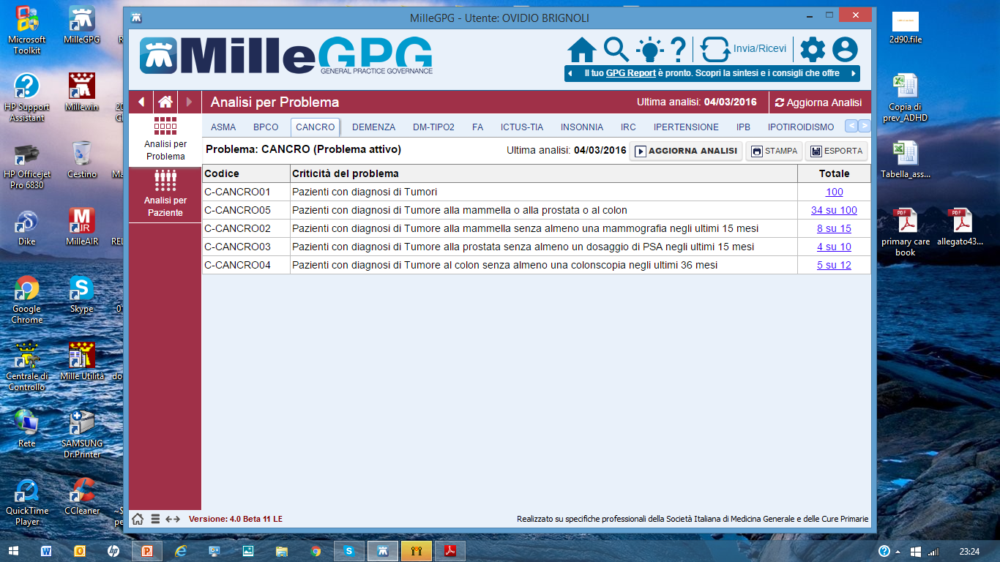 MilleGPG - Utente: OVIDIO BRIGNOLI
MilleGPG
GENERAL PRACTICE GOVERNANCE
Invia/Ricevi
Il tuo GPG Report è pronto. Scopri la sintesi e i consigli che offre
Analisi per Problema
Ultima analisi: 04/03/2016
Aggiorna Analisi
Analisi per
Problema
Analisi per
Paziente
ASMA BPCO CANCRO DEMENZA DM-TIPO2 FA ICTUS-TIA INSONNIA IRC IPERTENSIONE IPB IPOTIROIDISMO
Problema: CANCRO (Problema attivo)
Ultima analisi: 04/03/2016 AGGIORNA ANALISI STAMPA ESPORTA
Codice Criticità del problema Totale
C-CANCRO01 Pazienti con diagnosi di Tumori 100
C-CANCRO05 Pazienti con diagnosi di Tumore alla mammella o alla prostata o al colon 34 su 100
C-CANCRO02 Pazienti con diagnosi di Tumore alla mammella senza almeno una mammografia negli ultimi 15 mesi 8 su 15
C-CANCRO03 Pazienti con diagnosi di Tumore alla prostata senza almeno un dosaggio di PSA negli ultimi 15 mesi 4 su 10
C-CANCRO04 Pazienti con diagnosi di Tumore al colon senza almeno una colonscopia negli ultimi 36 mesi 5 su 12
Versione: 4.0 Beta 11 LE
Realizzato su specifiche professionali della Società Italiana di Medicina Generale e delle Cure Primarie
Microsoft
Toolkit
MilleGPG
HP Support
Assistant
Millewin
HP Officejet
Pro 6830
Cestino
Dike
MilleAIR
Google
Chrome
Skype
Centrale di
Controllo
Mille Utilità
Rete
SAMSUNG
Dr.Printer
QuickTime
Player
CCleaner
2d90.file
Copia di
prev_ADHD
Tabella_ass...
primary care
book
allegato43...
23:24